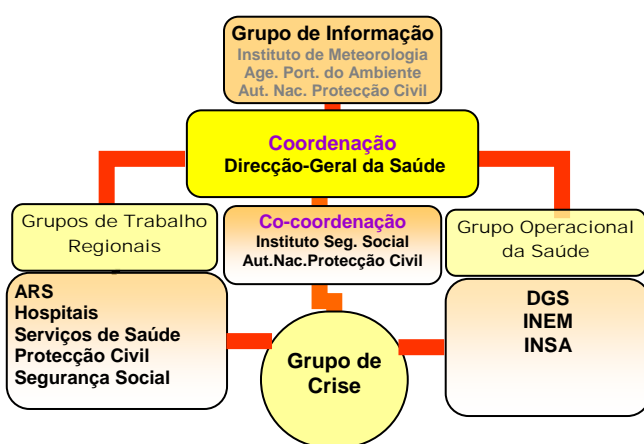 Grupo de Informação
Instituto de Meteorologia
Age. Port. do Ambiente
Aut. Nac. Protecção Civil
Coordenação
Direcção-Geral da Saúde
Grupos de Trabalho
Regionais
Co-coordenação
Instituto Seg. Social
Aut.Nac.Protecção Civil
Grupo Operacional
da Saúde
ARS
Hospitais
Serviços de Saúde
Protecção Civil
Segurança Social
Grupo de
Crise
DGS
INEM
INSA